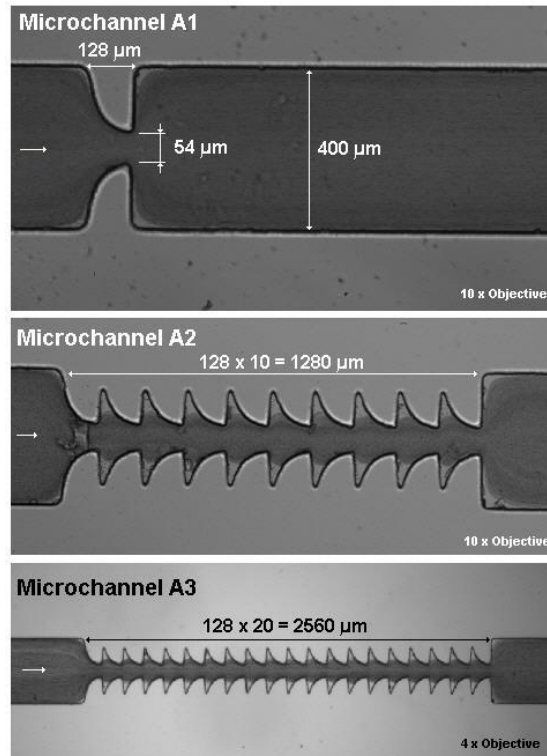 Microchannel A1
128 µm
54 µm
400 µm
10 x Objective
Microchannel A2
128 x 10 = 1280 µm
10 x Objective
Microchannel A3
128 x 20 = 2560 µm
4 x Objective